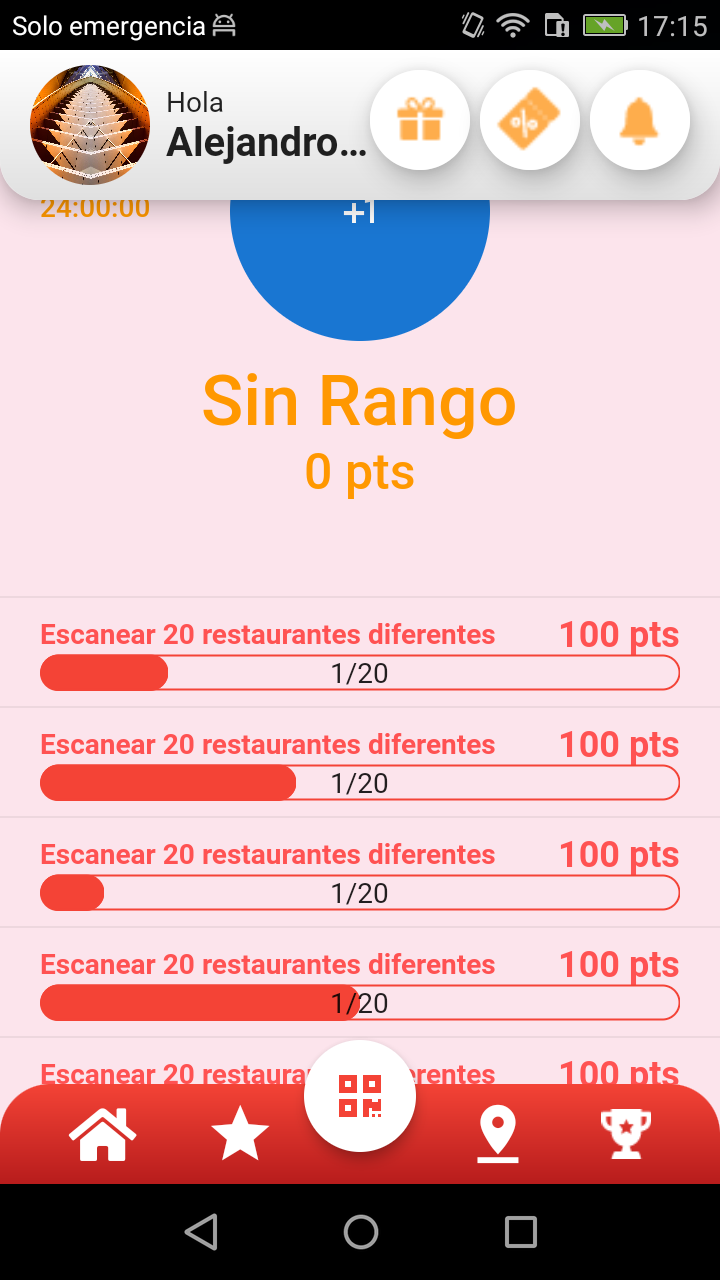 Solo emergencia
17:15
Hola
Alejandro...
24:00:00
+1
Sin Rango
0 pts
Escanear 20 restaurantes diferentes 100 pts
1/20
Escanear 20 restaurantes diferentes 100 pts
1/20
Escanear 20 restaurantes diferentes 100 pts
1/20
Escanear 20 restaurantes diferentes 100 pts
1/20
Escanear 20 restaura erentes 100 pts